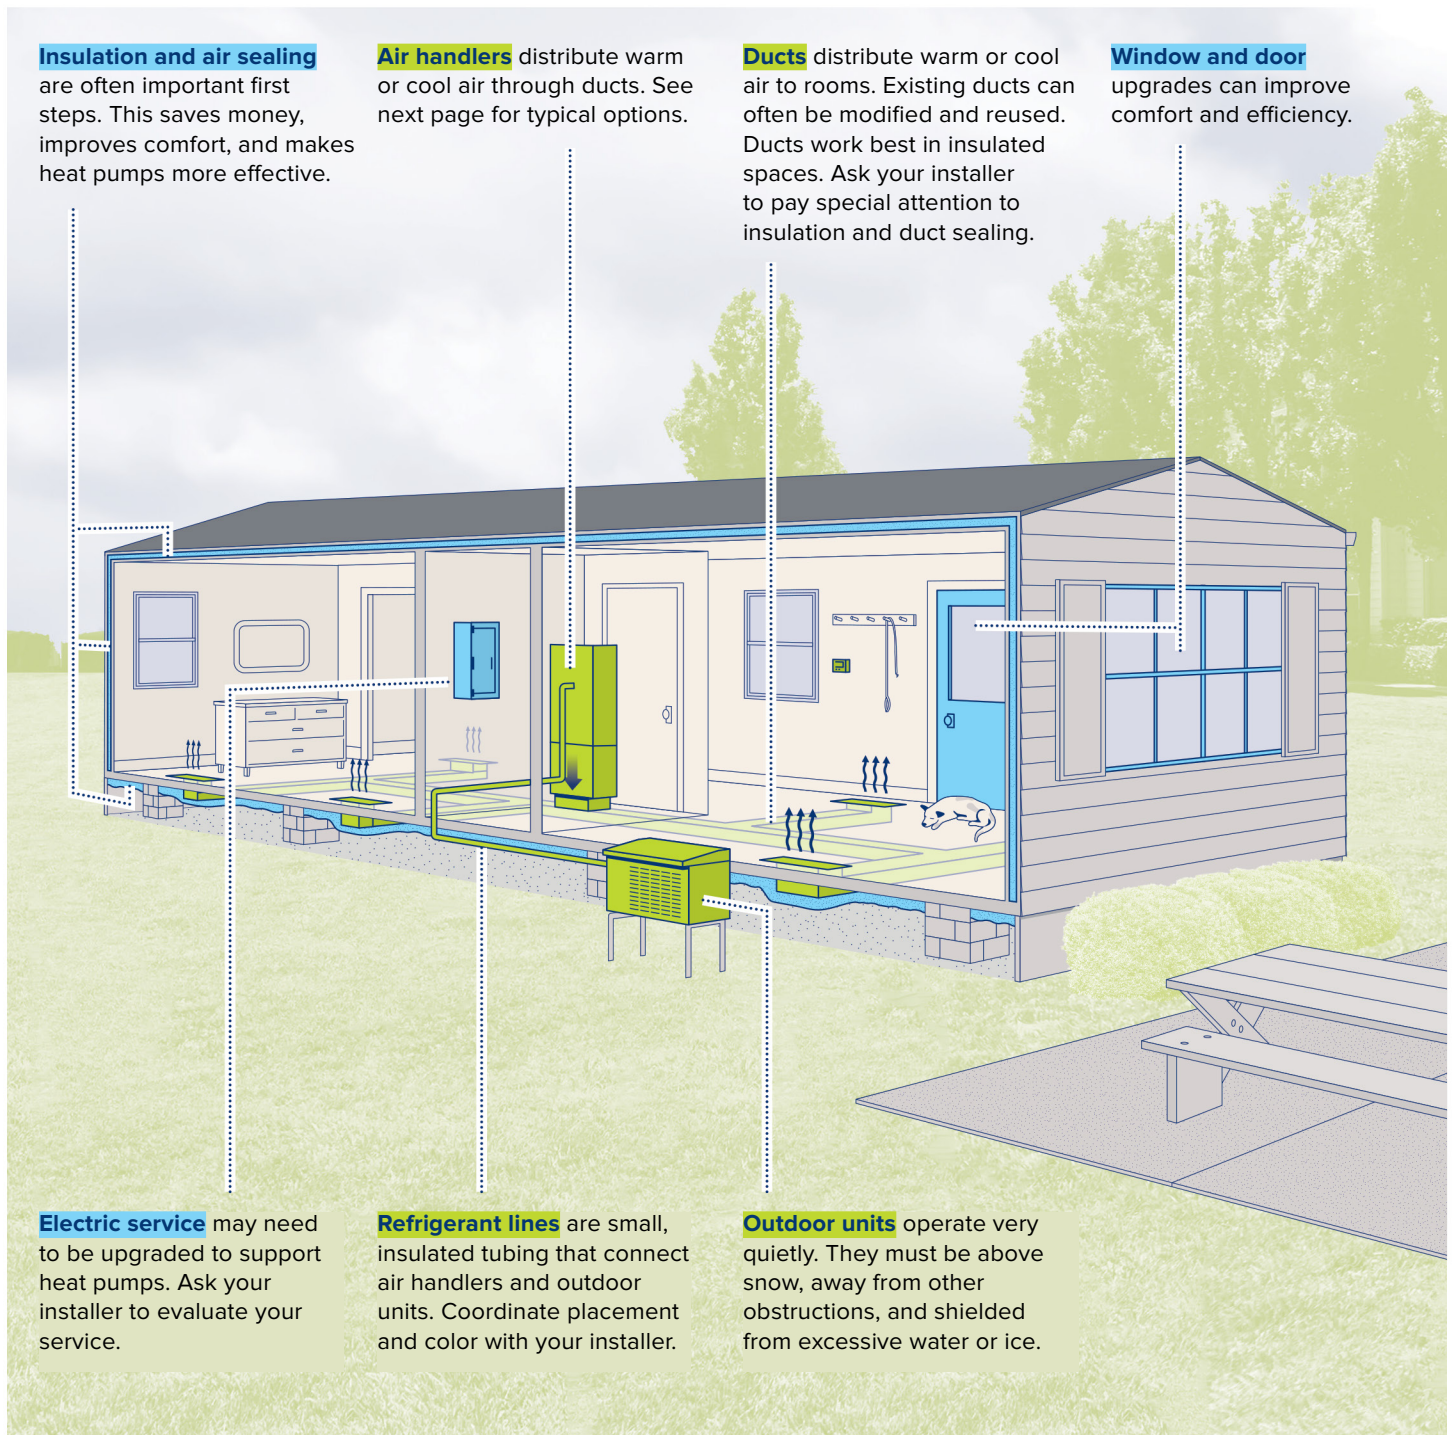 Insulation and air sealing
are often important first
steps. This saves money,
improves comfort, and makes
heat pumps more effective.
Air handlers distribute warm
or cool air through ducts. See
next page for typical options.
Ducts distribute warm or cool
air to rooms. Existing ducts can
often be modified and reused.
Ducts work best in insulated
spaces. Ask your installer
to pay special attention to
insulation and duct sealing.
Window and door
upgrades can improve
comfort and efficiency.
Electric service may need
to be upgraded to support
heat pumps. Ask your
installer to evaluate your
service.
Refrigerant lines are small,
insulated tubing that connect
air handlers and outdoor
units. Coordinate placement
and color with your installer.
Outdoor units operate very
quietly. They must be above
snow, away from other
obstructions, and shielded
from excessive water or ice.